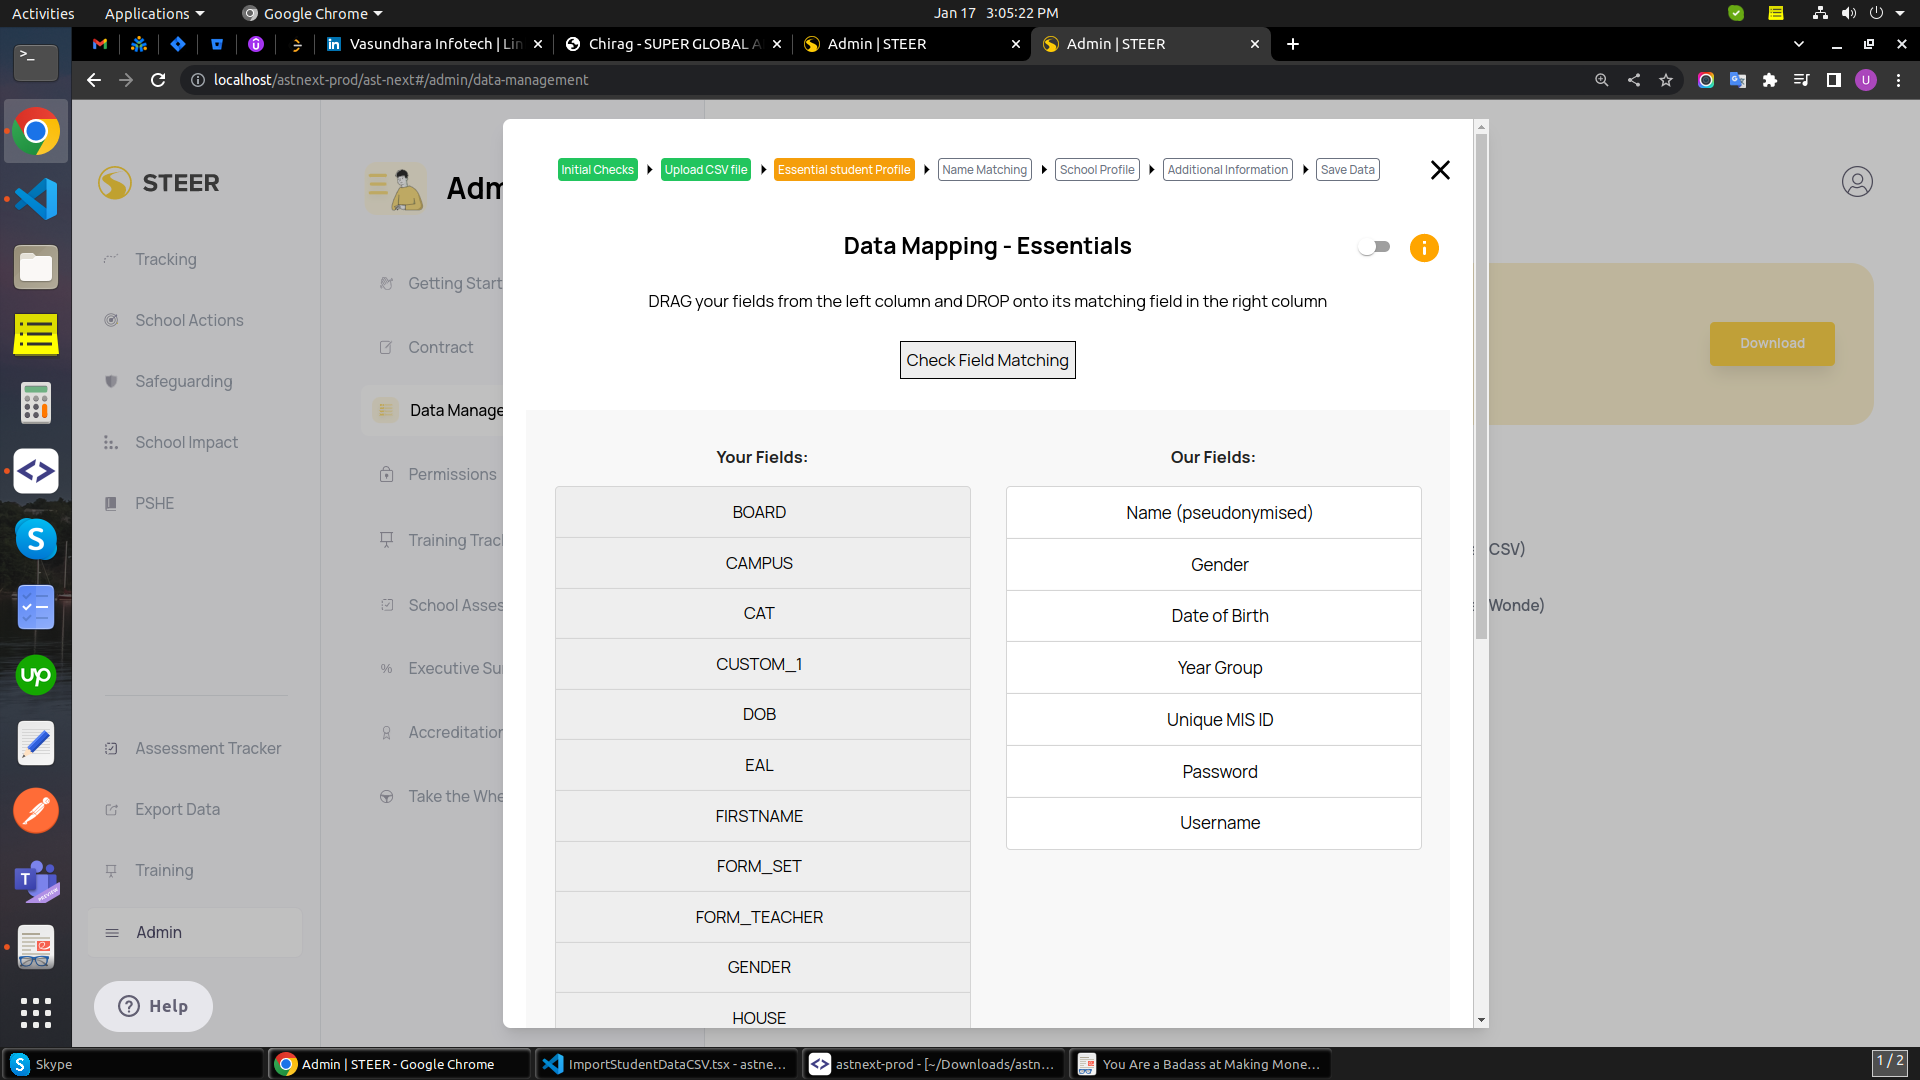 Activities Applications Google Chrome Jan 17 3:05:22 PM
Vasundhara Infotech | Lin Chirag - SUPER GLOBAL A Admin | STEER Admin | STEER
localhost/astnext-prod/ast-next#/admin/data-management U
Initial Checks Upload CSV file Essential student Profile Name Matching School Profile Additional Information Save Data
STEER
Adm
Data Mapping - Essentials
DRAG your fields from the left column and DROP onto its matching field in the right column
Check Field Matching
Download
Tracking
School Actions
Safeguarding
School Impact
PSHE
Assessment Tracker
Export Data
Training
Admin
Help
Getting Start
Contract
Data Manage
Permissions
Training Trac
School Asses
Executive Su
Accreditation
Take the Whe
Your Fields:
BOARD
CAMPUS
CAT
CUSTOM_1
DOB
EAL
FIRSTNAME
FORM_SET
FORM_TEACHER
GENDER
HOUSE
Our Fields:
Name (pseudonymised)
Gender
Date of Birth
Year Group
Unique MIS ID
Password
Username
CSV)
Wonde)
Skype Admin | STEER - Google Chrome ImportStudentDataCSV.tsx - astne... astnext-prod - [~/Downloads/astn... You Are a Badass at Making Mone... 1 / 2